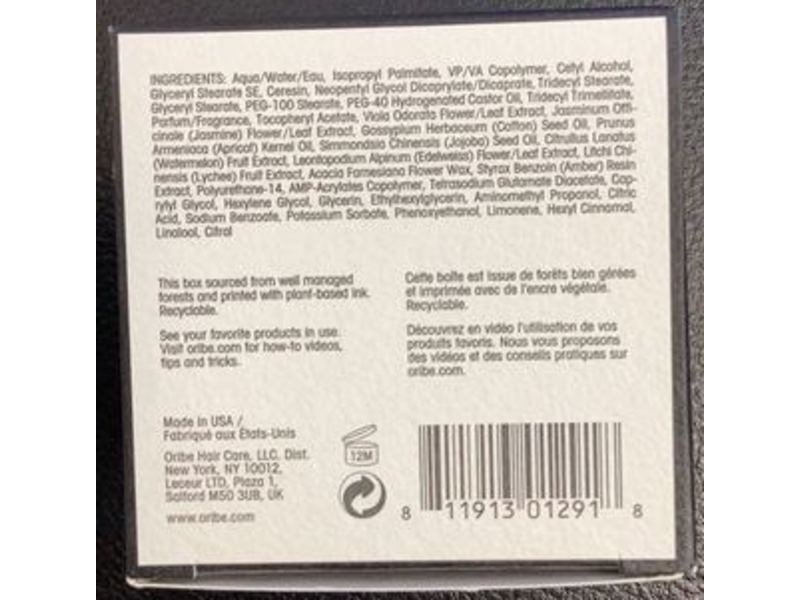 INGREDIENTS: Aqua/Water/Eau, Isopropyl Palmitate, VP/VA Copolymer, Cetyl Alcohol,
Glyceryl Stearate SE, Ceresin, Neopentyl Glycol Dicaprylate/Dicaprate, Tridecyl Stearate,
Glyceryl Stearate, PEG-100 Stearate, PEG-40 Hydrogenated Castor Oil, Tridecyl Trimellitate,
Parfum/Fragrance, Tocopheryl Acetate, Viola Odorata Flower/Leaf Extract, Jasminum Offi-
cinale (Jasmine) Flower/Leaf Extract, Gossypium Herbaceum (Cotton) Seed Oil, Prunus
Armeniaca (Apricot) Kernel Oil, Simmondsia Chinensis (Jojoba) Seed Oil, Citrullus Lanatus
(Watermelon) Fruit Extract, Leontopodium Alpinum (Edelweiss) Flower/Leaf Extract, Litchi Chi-
nensis (Lychee) Fruit Extract, Acacia Farnesiana Flower Wax, Styrax Benzoin (Amber) Resin
Extract, Polyurethane-14, AMP-Acrylates Copolymer, Tetrasodium Glutamate Diacetate, Cap-
rylyl Glycol, Hexylene Glycol, Glycerin, Ethylhexylglycerin, Aminomethyl Propanol, Citric
Acid, Sodium Benzoate, Potassium Sorbate, Phenoxyethanol, Limonene, Hexyl Cinnamal,
Linalool, Citral
This box sourced from well managed
forests and printed with plant-based ink.
Recyclable.
See your favorite products in use.
Visit oribe.com for how-to videos,
tips and tricks.
Cette boîte est issue de forêts bien gérées
et imprimée avec de l'encre végétale.
Recyclable.
Découvrez en vidéo l'utilisation de vos
produits favoris. Nous vous proposons
des vidéos et des conseils pratiques sur
oribe.com.
Made in USA /
Fabriqué aux États-Unis
Oribe Hair Care, LLC. Dist.
New York, NY 10012,
Leceur LTD, Plaza 1,
Salford M50 3UB, UK
www.oribe.com
12M
8 11913 01291 8